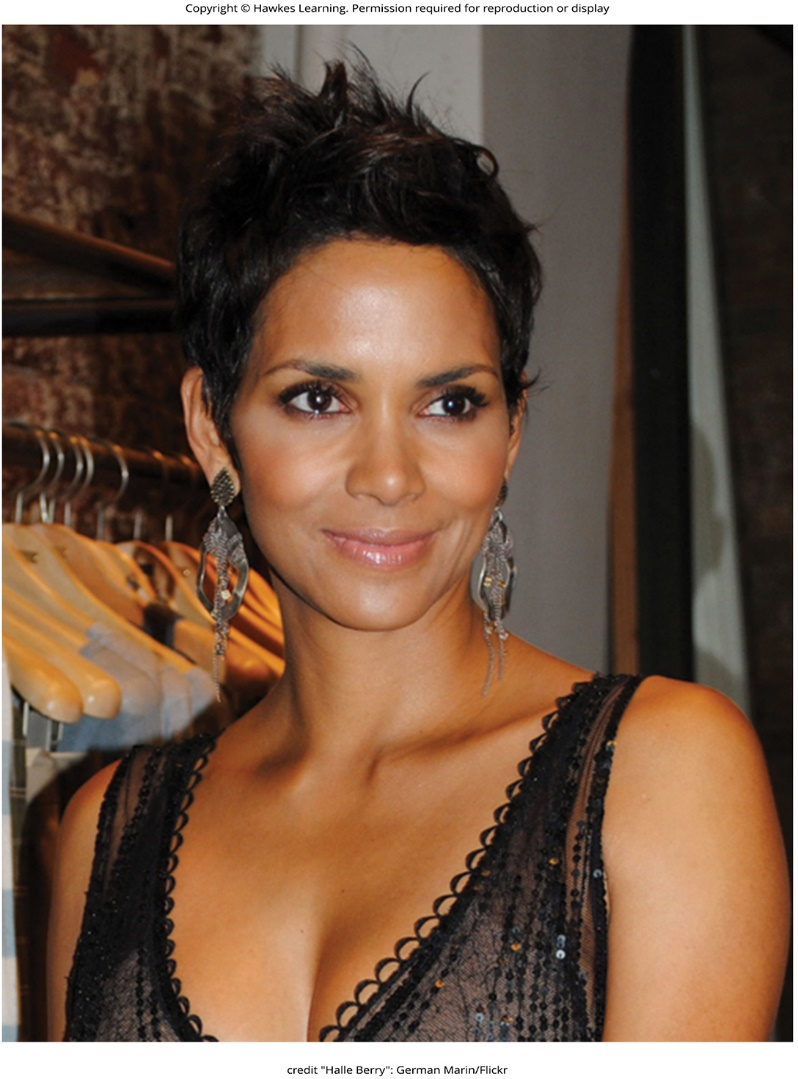 Copyright © Hawkes Learning. Permission required for reproduction or display
credit "Halle Berry": German Marin/Flickr